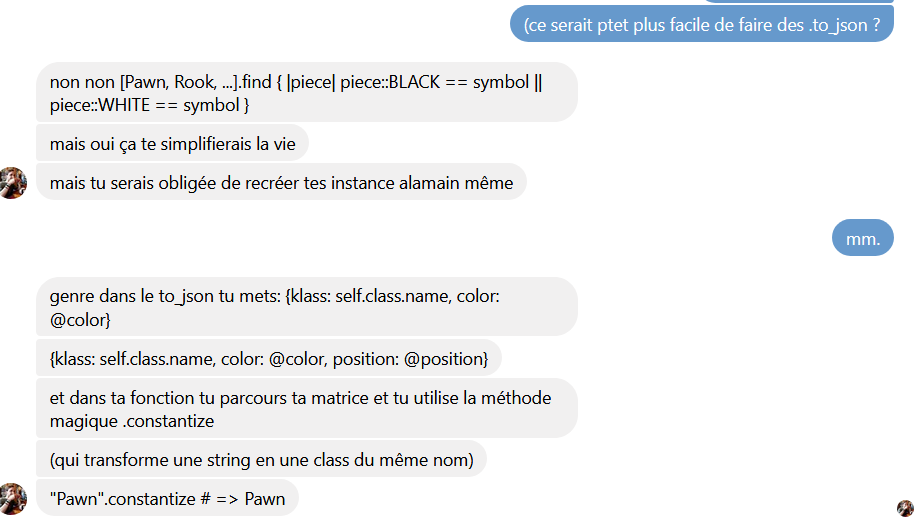 (ce serait ptet plus facile de faire des .to_json ?
non non [Pawn, Rook, ...].find { |piece| piece::BLACK == symbol ||
piece::WHITE == symbol }
mais oui ça te simplifierais la vie
mais tu serais obligée de recréer tes instance alamain même
mm.
genre dans le to_json tu mets: {klass: self.class.name, color:
@color}
{klass: self.class.name, color: @color, position: @position}
et dans ta fonction tu parcours ta matrice et tu utilise la méthode
magique .constantize
(qui transforme une string en une class du même nom)
"Pawn".constantize # => Pawn